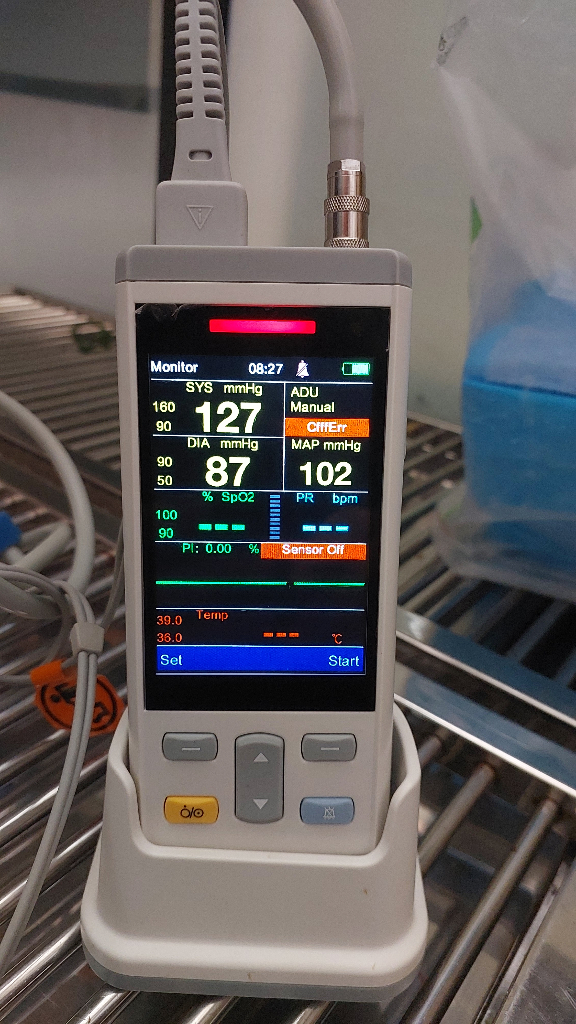 Monitor 08:27
SYS mmHg
160
90
127
ADU
Manual
CfffErr
DIA mmHg
90
50
87
MAP mmHg
102
% SpO2
100
90
---
PR bpm
---
PI: 0.00 %
Sensor Off
Temp
39.0
36.0
---
°C
Set Start